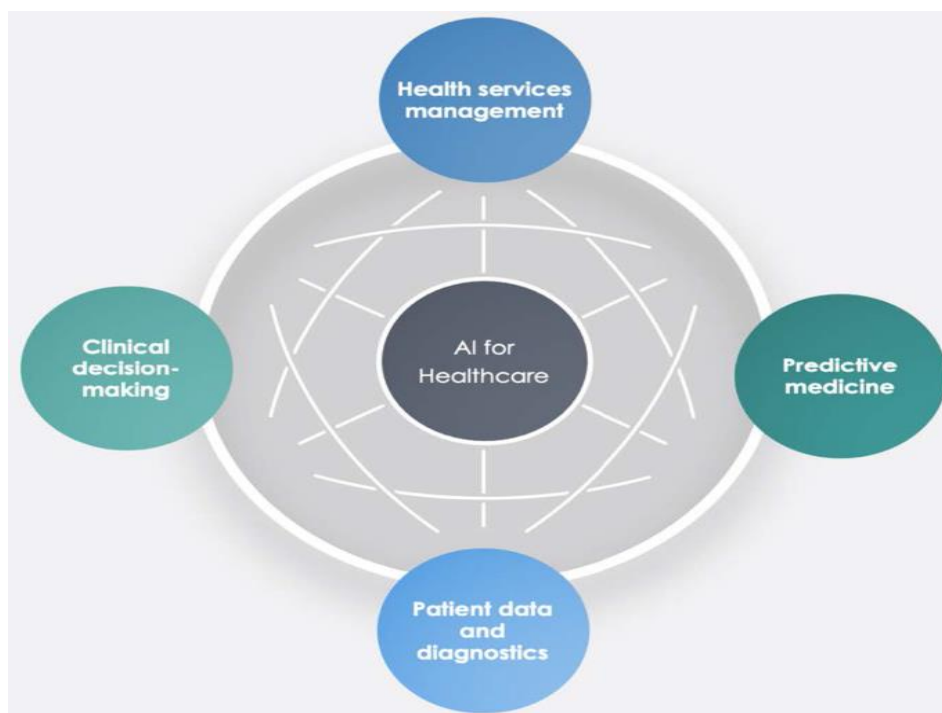 Health services
management
Clinical
decision-
making
AI for
Healthcare
Predictive
medicine
Patient data
and
diagnostics